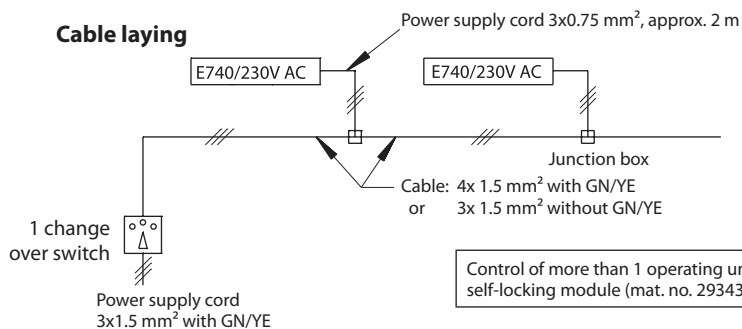 Cable laying
Power supply cord 3x0.75 mm², approx. 2 m
E740/230V AC
E740/230V AC
Junction box
Cable: 4x 1.5 mm² with GN/YE
or 3x 1.5 mm² without GN/YE
1 change
over switch
Control of more than 1 operating
self-locking module (mat. no.
Power supply cord
3x1.5 mm² with GN/YE